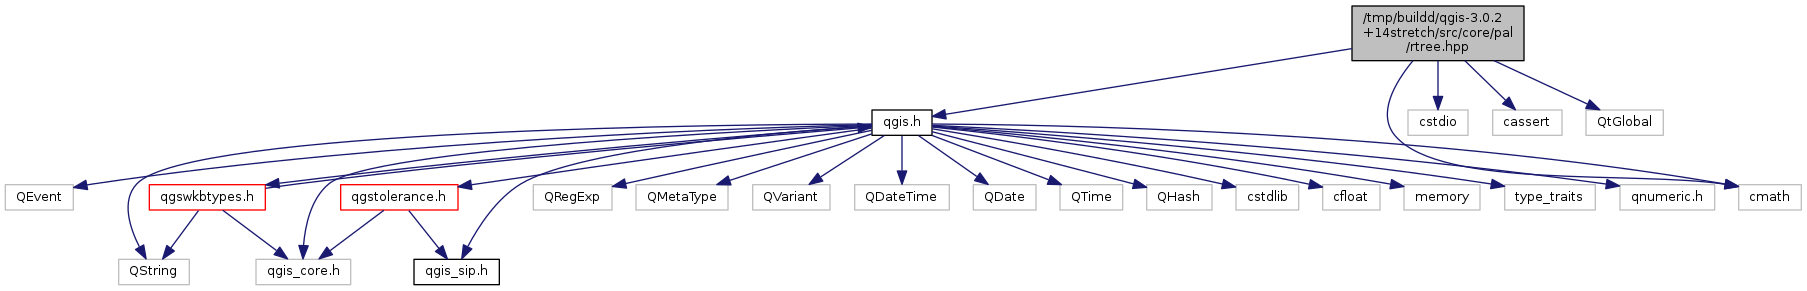 /tmp/buildd/qgis-3.0.2
+14stretch/src/core/pal
/rtree.hpp
qgis.h
cstdio
cassert
QtGlobal
QEvent
qgswkbtypes.h
qgstolerance.h
QRegExp
QMetaType
QVariant
QDateTime
QDate
QTime
QHash
cstdlib
cfloat
memory
type_traits
qnumeric.h
cmath
QString
qgis_core.h
qgis_sip.h